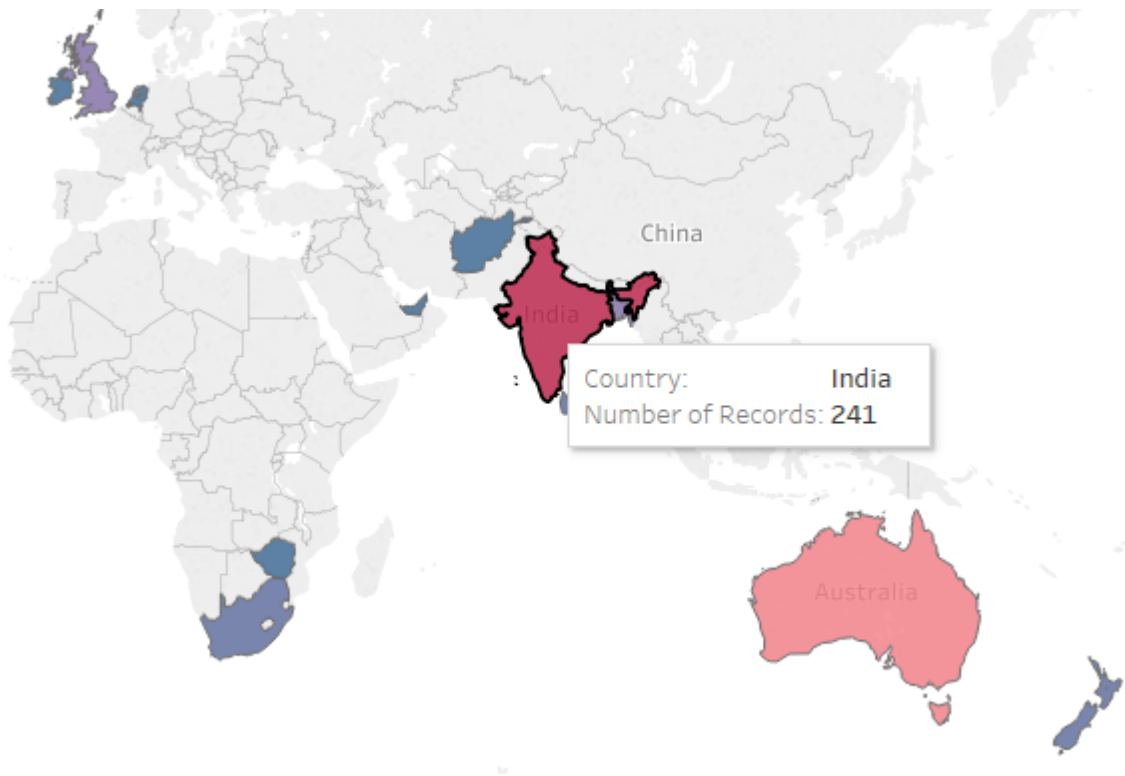 China
India
Country: India
Number of Records: 241
Australia